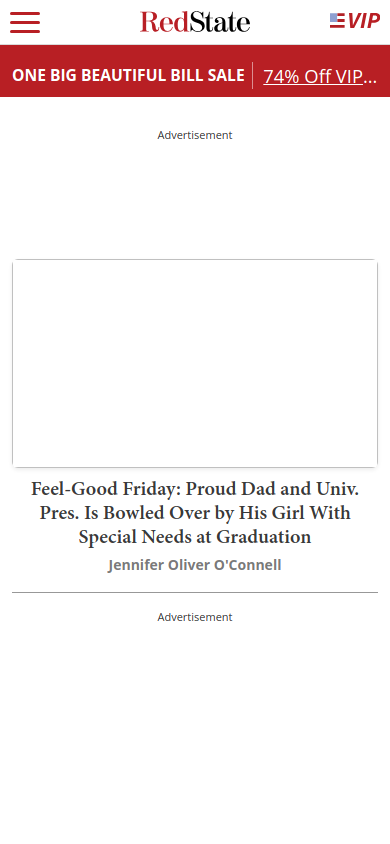 RedState
VIP
ONE BIG BEAUTIFUL BILL SALE
74% Off VIP...
Advertisement
Feel-Good Friday: Proud Dad and Univ.
Pres. Is Bowled Over by His Girl With
Special Needs at Graduation
Jennifer Oliver O'Connell
Advertisement